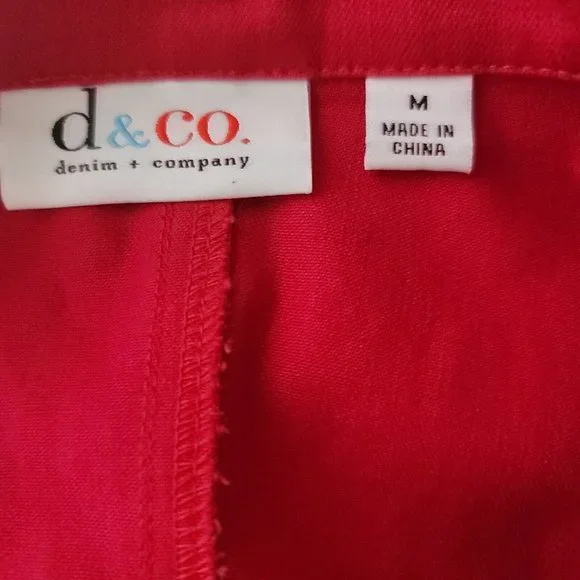 d&co.
denim + company
M
MADE IN
CHINA